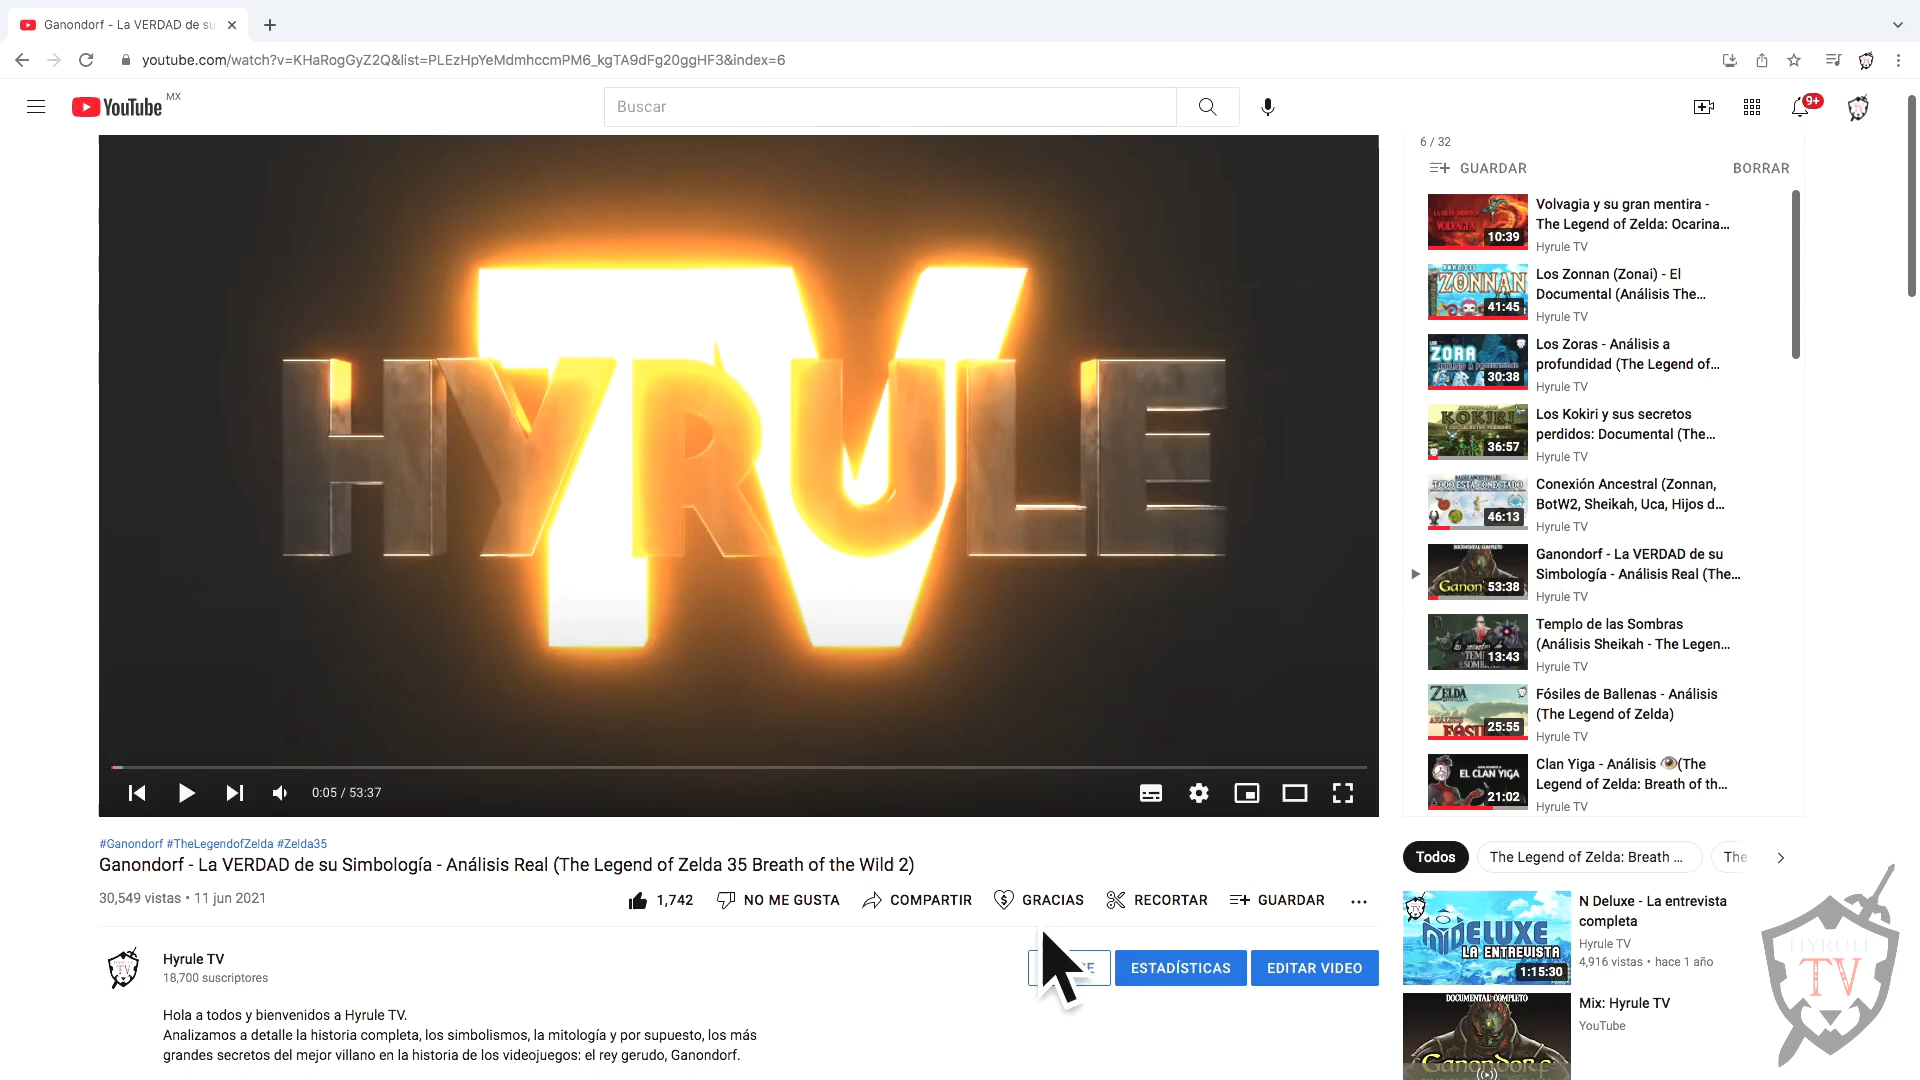 Ganondorf - La VERDAD de su
youtube.com/watch?v=KHaRogGyZ2Q&list=PLEzHpYeMdmhccmPM6_kgTA9dFg20ggHF3&index=6
YouTube MX
Buscar
9+
HYRULE
TV
0:05 / 53:37
#Ganondorf #TheLegendofZelda #Zelda35
Ganondorf - La VERDAD de su Simbología - Análisis Real (The Legend of Zelda 35 Breath of the Wild 2)
30,549 vistas • 11 jun 2021
1,742
NO ME GUSTA
COMPARTIR
GRACIAS
RECORTAR
GUARDAR
Hyrule TV
18,700 suscriptores
ESTADÍSTICAS
EDITAR VIDEO
Hola a todos y bienvenidos a Hyrule TV.
Analizamos a detalle la historia completa, los simbolismos, la mitología y por supuesto, los más
grandes secretos del mejor villano en la historia de los videojuegos: el rey gerudo, Ganondorf.
6 / 32
GUARDAR
BORRAR
VOLVAGIA
10:39
Volvagia y su gran mentira -
The Legend of Zelda: Ocarina...
Hyrule TV
ANÁLISIS
ZONNAN
41:45
Los Zonnan (Zonai) - El
Documental (Análisis The...
Hyrule TV
LOS
ZORA
30:38
Los Zoras - Análisis a
profundidad (The Legend of...
Hyrule TV
KOKIRI
36:57
Los Kokiri y sus secretos
perdidos: Documental (The...
Hyrule TV
TODO ESTÁ CONECTADO
46:13
Conexión Ancestral (Zonnan,
BotW2, Sheikah, Uca, Hijos d...
Hyrule TV
DOCUMENTAL COMPLETO
Ganon
53:38
Ganondorf - La VERDAD de su
Simbología - Análisis Real (The...
Hyrule TV
13:43
Templo de las Sombras
(Análisis Sheikah - The Legen...
Hyrule TV
ZELDA
ANÁLISIS
25:55
Fósiles de Ballenas - Análisis
(The Legend of Zelda)
Hyrule TV
EL CLAN YIGA
21:02
Clan Yiga - Análisis 👁(The
Legend of Zelda: Breath of th...
Hyrule TV
Todos
The Legend of Zelda: Breath ...
The
NDELUXE
LA ENTREVISTA
1:15:30
N Deluxe - La entrevista
completa
Hyrule TV
4,916 vistas • hace 1 año
DOCUMENTAL COMPLETO
Ganondorf
Mix: Hyrule TV
YouTube
HYRULE
TV